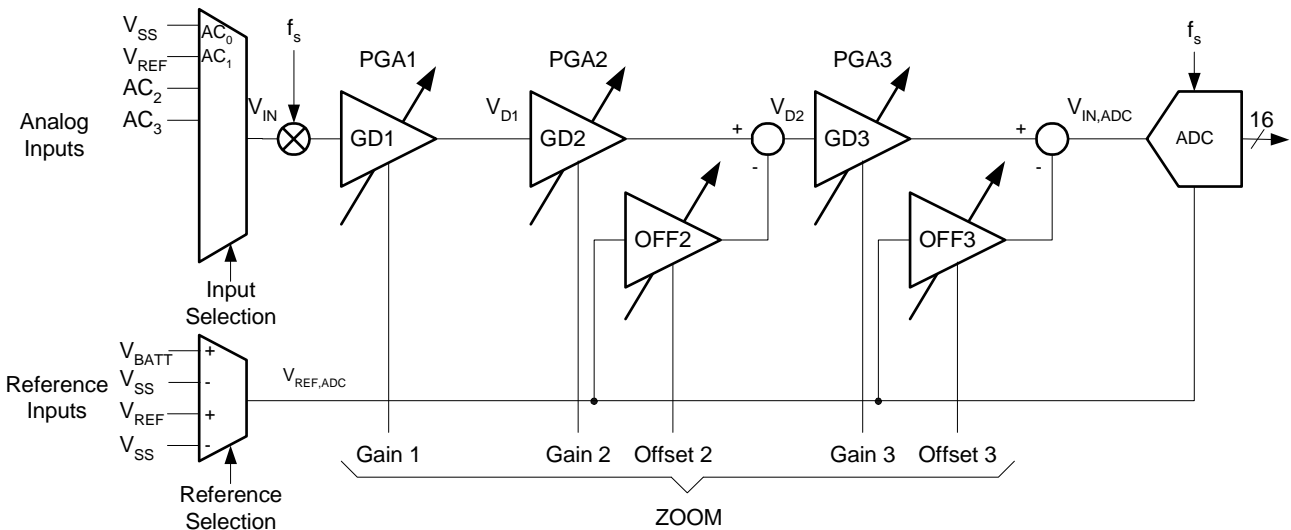 V_SS
AC_0
V_REF
AC_1
AC_2
AC_3
Analog
Inputs
V_IN
f_s
PGA1
GD1
V_D1
PGA2
GD2
+
-
V_D2
OFF2
PGA3
GD3
+
-
V_IN,ADC
OFF3
f_s
ADC
16
Input
Selection
Reference
Inputs
V_BATT
+
V_SS
-
V_REF
+
V_SS
-
V_REF,ADC
Reference
Selection
Gain 1
Gain 2
Offset 2
Gain 3
Offset 3
ZOOM